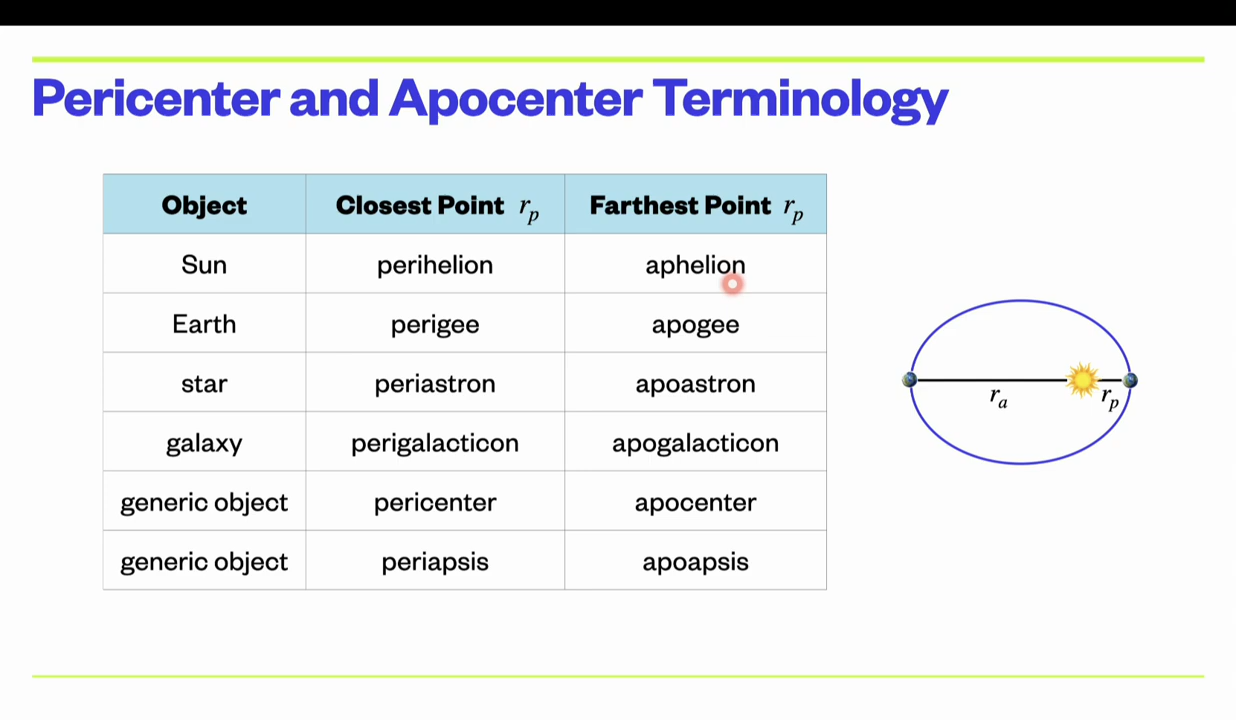 Pericenter and Apocenter Terminology
Object Closest Point r_p Farthest Point r_p
Sun perihelion aphelion
Earth perigee apogee
star periastron apoastron
galaxy perigalacticon apogalacticon
generic object pericenter apocenter
generic object periapsis apoapsis
r_a r_p